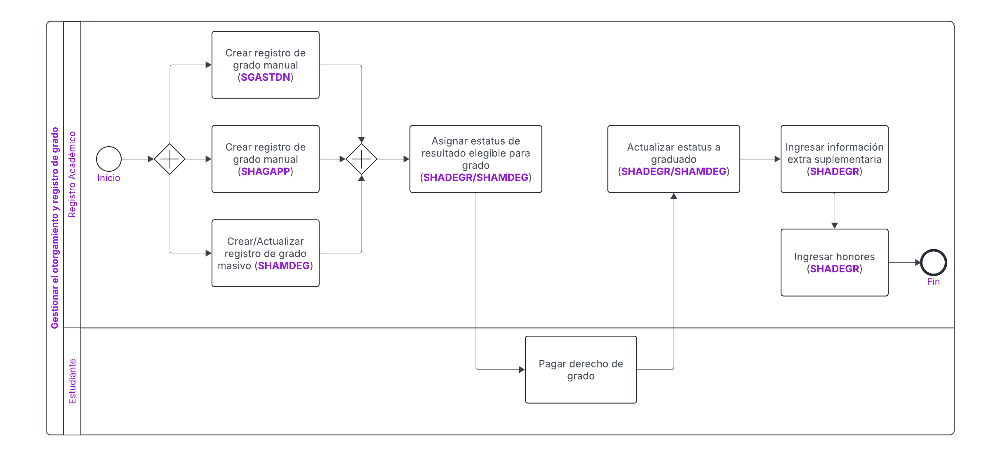 Gestionar el otorgamiento y registro de grado
Registro Académico
Inicio
Crear registro de
grado manual
(SGASTDN)
Crear registro de
grado manual
(SHAGAPP)
Crear/Actualizar
registro de grado
masivo (SHAMDEG)
Asignar estatus de
resultado elegible para
grado
(SHADEGR/SHAMDEG)
Actualizar estatus a
graduado
(SHADEGR/SHAMDEG)
Ingresar información
extra suplementaria
(SHADEGR)
Ingresar honores
(SHADEGR)
Fin
Estudiante
Pagar derecho de
grado